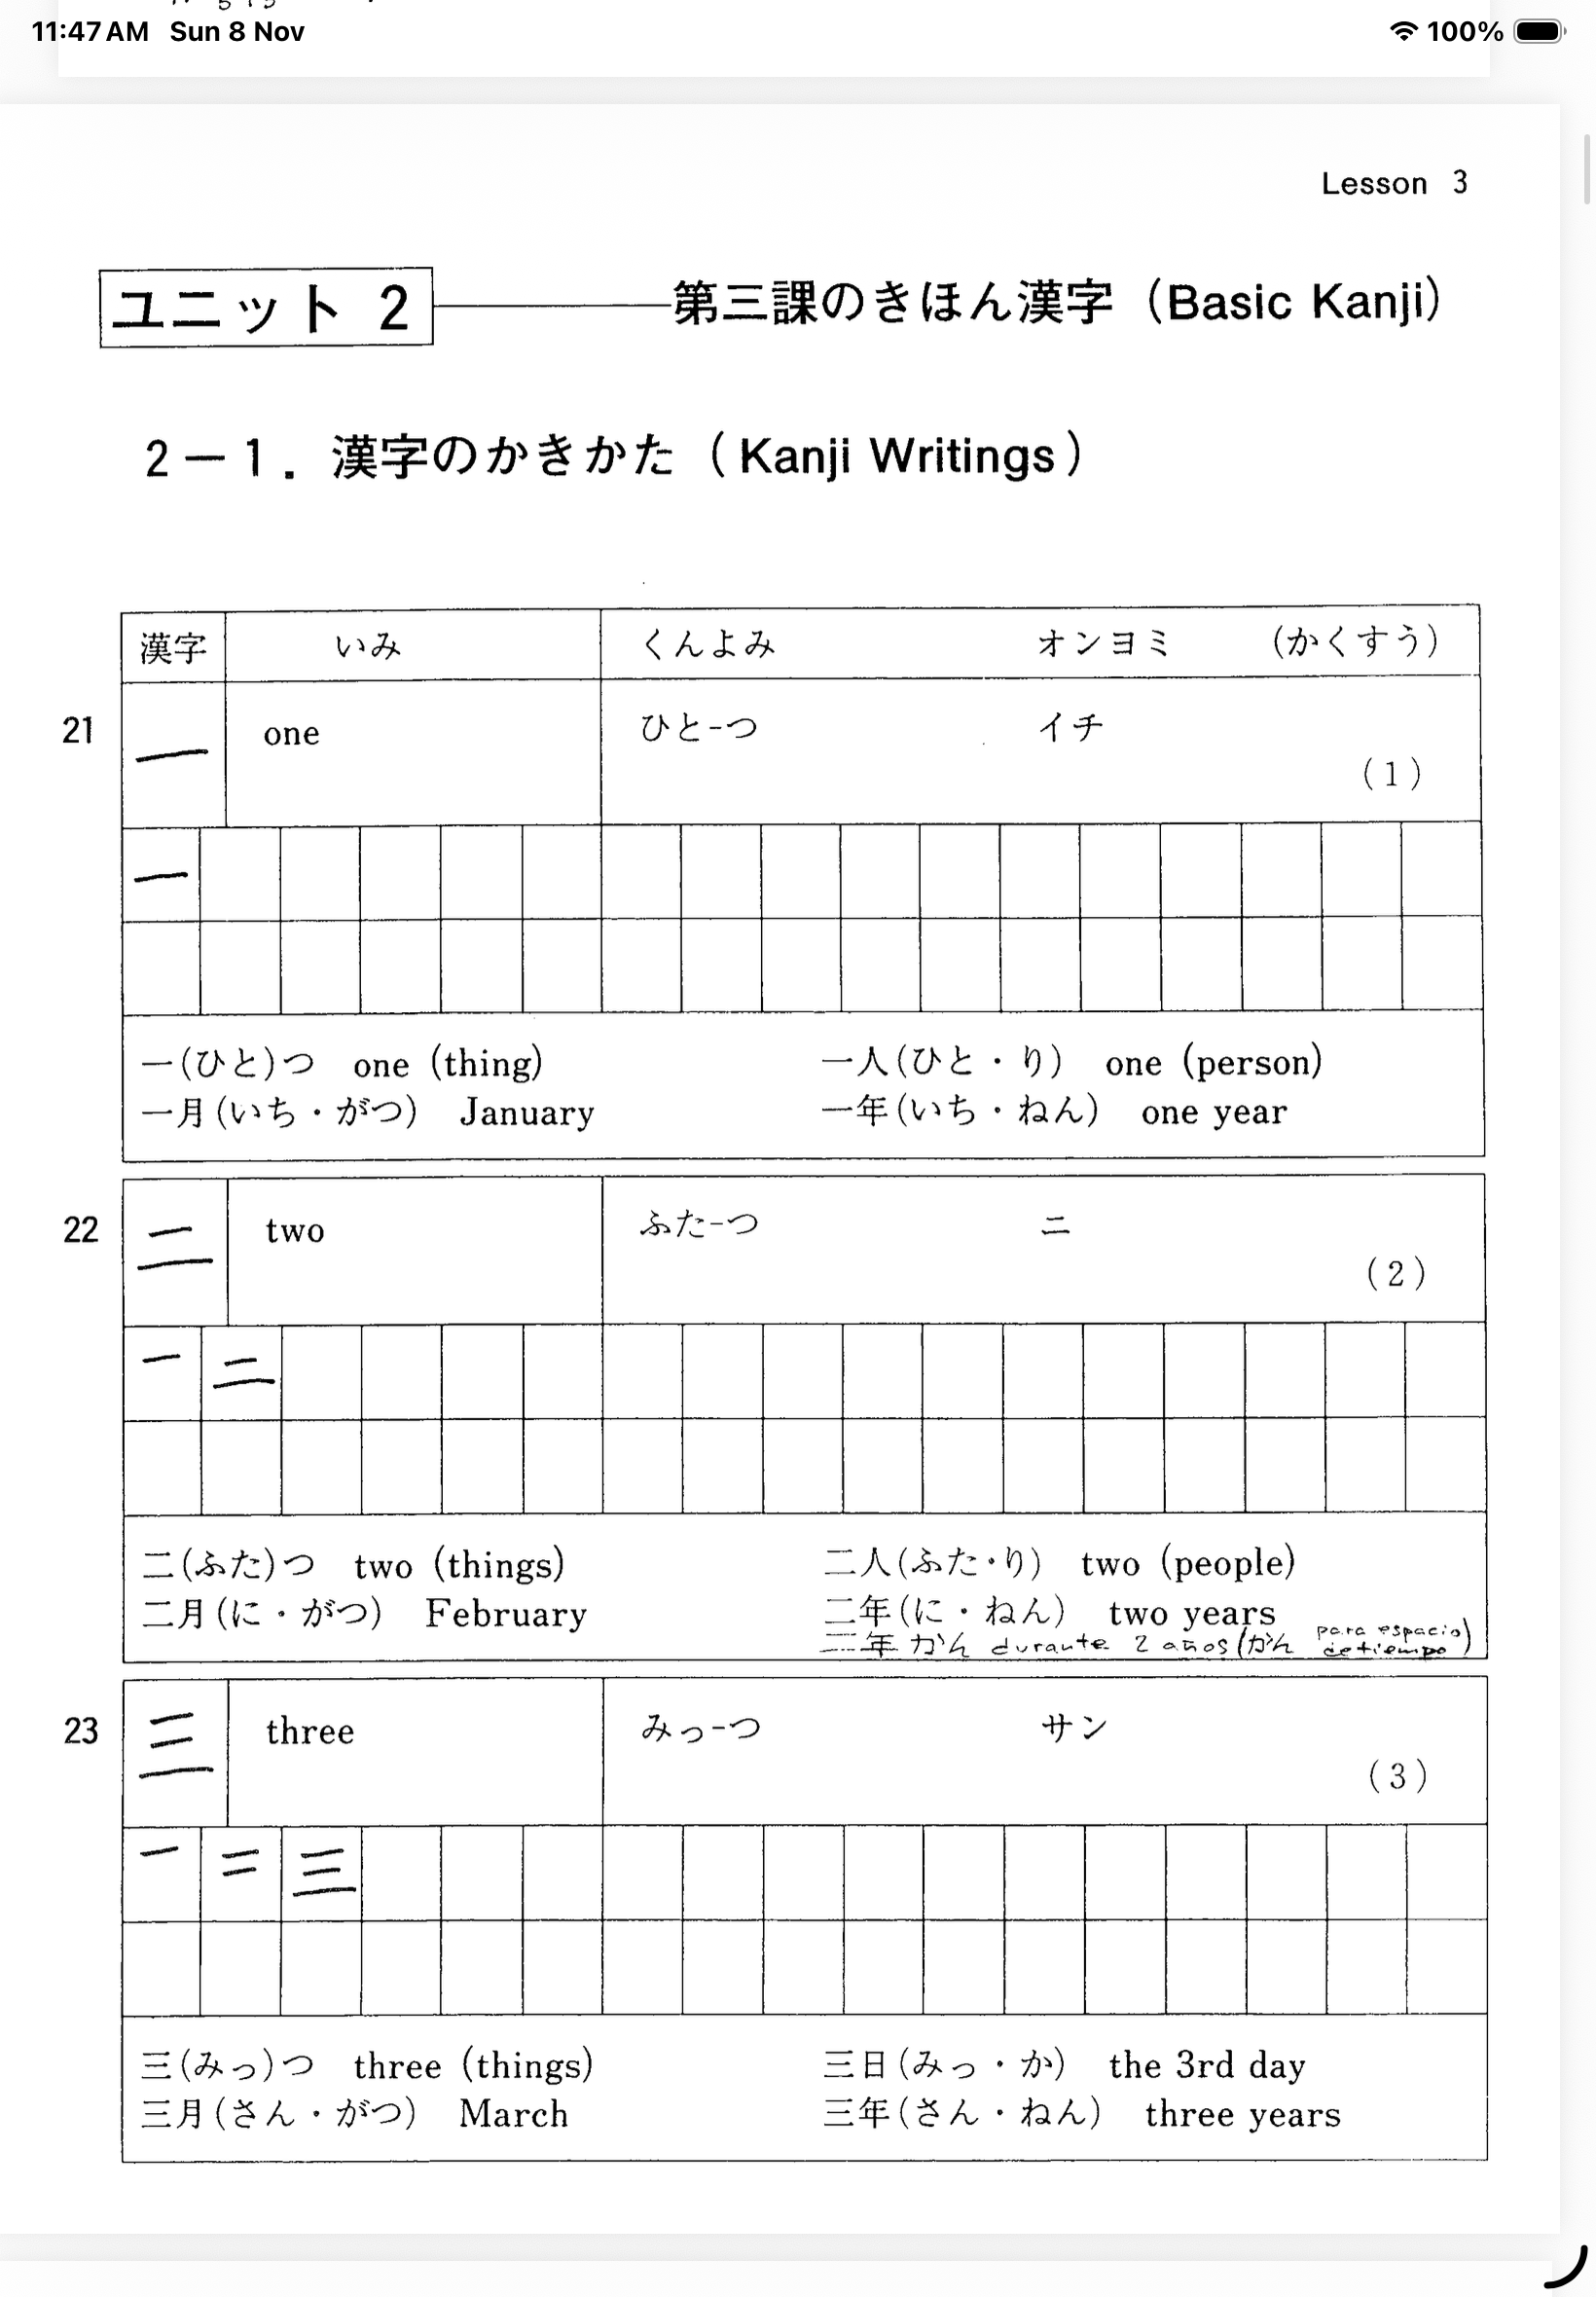 11:47 AM Sun 8 Nov 100%
Lesson 3
ユニット 2 第三課のきほん漢字（Basic Kanji）
2－1．漢字のかきかた（Kanji Writings）
漢字 いみ くんよみ オンヨミ （かくすう）
21 一 one ひと-つ イチ
（1）
一
一(ひと)つ one (thing) 一人(ひと・り) one (person)
一月(いち・がつ) January 一年(いち・ねん) one year
22 二 two ふた-つ ニ
（2）
一 二
二(ふた)つ two (things) 二人(ふた・り) two (people)
二月(に・がつ) February 二年(に・ねん) two years
二年かん durante 2 años (かん para espacio de tiempo)
23 三 three みっ-つ サン
（3）
一 二 三
三(みっ)つ three (things) 三日(みっ・か) the 3rd day
三月(さん・がつ) March 三年(さん・ねん) three years